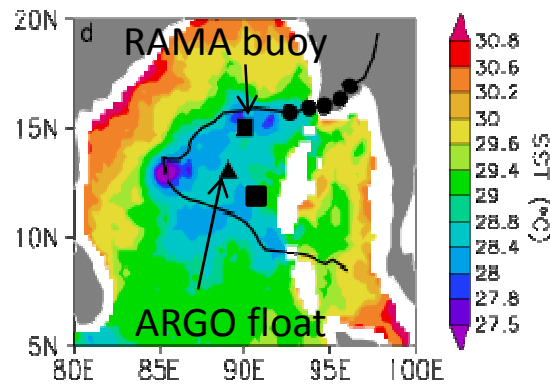 d
RAMA buoy
ARGO float
20N
15N
10N
5N
80E 85E 90E 95E 100E
30.8
30.6
30.2
30
29.6
29.4
29
28.8
28.4
28
27.8
27.5
SST (°C)